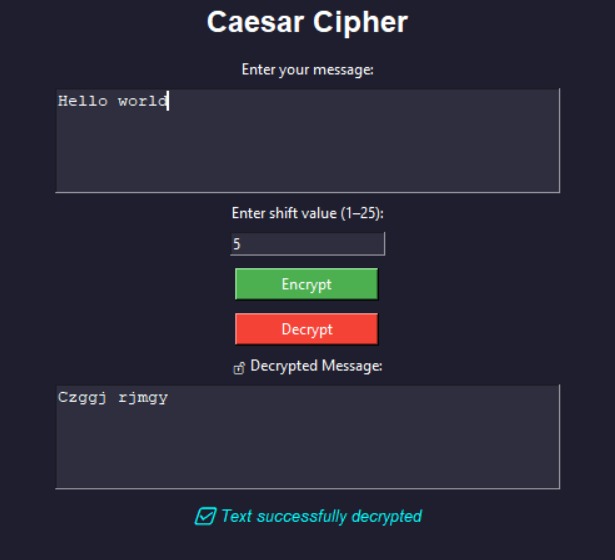 Caesar Cipher
Enter your message:
Hello world
Enter shift value (1–25):
5
Encrypt
Decrypt
🔓 Decrypted Message:
Czggj rjmgy
☑ Text successfully decrypted